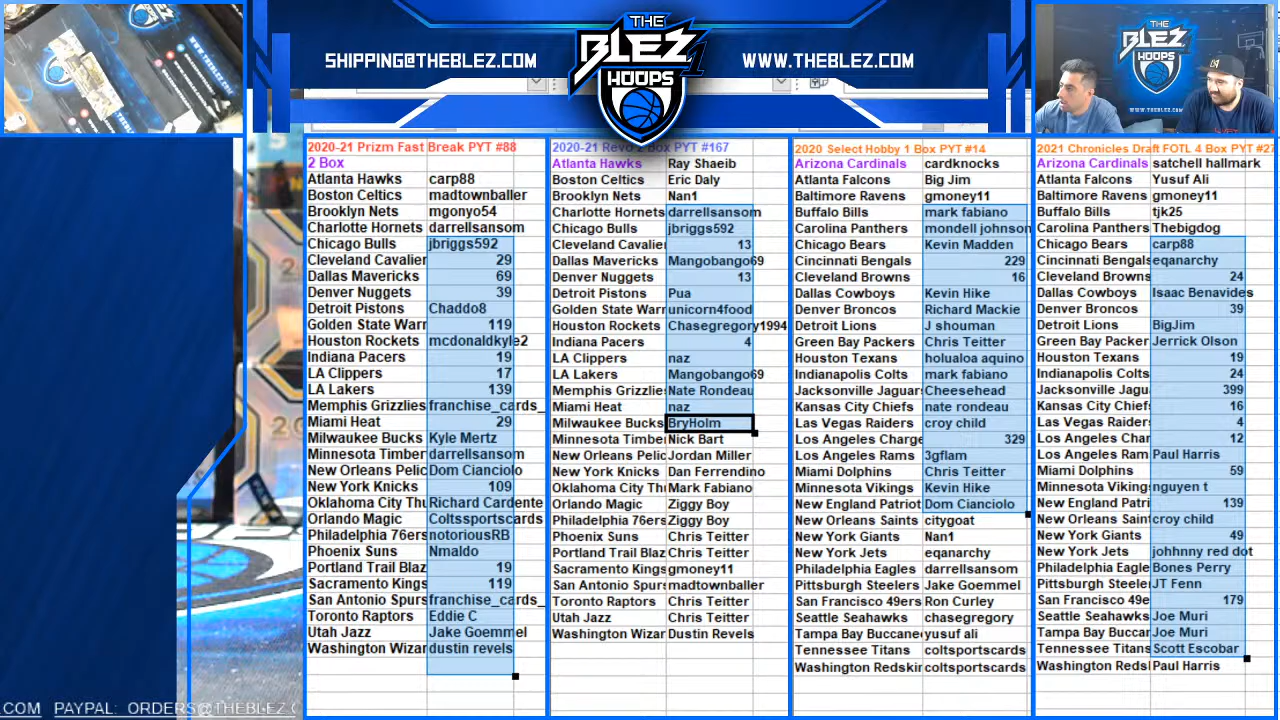 SHIPPING@THEBLEZ.COM
THE
BLEZ
HOOPS
WWW.THEBLEZ.COM
THE
BLEZ
HOOPS
WWW.THEBLEZ.COM
2020-21 Prizm Fast Break PYT #88
2 Box
Atlanta Hawks carp88
Boston Celtics madtownballer
Brooklyn Nets mgonyo54
Charlotte Hornets darrellsansom
Chicago Bulls jbriggs592
Cleveland Cavalier 29
Dallas Mavericks 69
Denver Nuggets 39
Detroit Pistons Chaddo8
Golden State Warr 119
Houston Rockets mcdonaldkyle2
Indiana Pacers 19
LA Clippers 17
LA Lakers 139
Memphis Grizzlies franchise_cards_
Miami Heat 29
Milwaukee Bucks Kyle Mertz
Minnesota Timber darrellsansom
New Orleans Pelic Dom Cianciolo
New York Knicks 109
Oklahoma City Thu Richard Cardente
Orlando Magic Coltssportscards
Philadelphia 76ers notoriousRB
Phoenix Suns Nmaldo
Portland Trail Blaz 19
Sacramento Kings 119
San Antonio Spurs franchise_cards_
Toronto Raptors Eddie C
Utah Jazz Jake Goemmel
Washington Wizar dustin revels
2020-21 Revo 2 Box PYT #167
Atlanta Hawks Ray Shaeib
Boston Celtics Eric Daly
Brooklyn Nets Nan1
Charlotte Hornets darrellsansom
Chicago Bulls jbriggs592
Cleveland Cavalier 13
Dallas Mavericks Mangobango69
Denver Nuggets 13
Detroit Pistons Pua
Golden State Warr unicorn4food
Houston Rockets Chasegregory1994
Indiana Pacers 4
LA Clippers naz
LA Lakers Mangobango69
Memphis Grizzlies Nate Rondeau
Miami Heat naz
Milwaukee Bucks BryHolm
Minnesota Timber Nick Bart
New Orleans Pelic Jordan Miller
New York Knicks Dan Ferrendino
Oklahoma City Thu Mark Fabiano
Orlando Magic Ziggy Boy
Philadelphia 76ers Ziggy Boy
Phoenix Suns Chris Teitter
Portland Trail Blaz Chris Teitter
Sacramento Kings gmoney11
San Antonio Spurs madtownballer
Toronto Raptors Chris Teitter
Utah Jazz Chris Teitter
Washington Wizar Dustin Revels
2020 Select Hobby 1 Box PYT #14
Arizona Cardinals cardknocks
Atlanta Falcons Big Jim
Baltimore Ravens gmoney11
Buffalo Bills mark fabiano
Carolina Panthers mondell johnson
Chicago Bears Kevin Madden
Cincinnati Bengals 229
Cleveland Browns 16
Dallas Cowboys Kevin Hike
Denver Broncos Richard Mackie
Detroit Lions J shouman
Green Bay Packers Chris Teitter
Houston Texans holualoa aquino
Indianapolis Colts mark fabiano
Jacksonville Jaguar Cheesehead
Kansas City Chiefs nate rondeau
Las Vegas Raiders croy child
Los Angeles Charge 329
Los Angeles Rams 3gflam
Miami Dolphins Chris Teitter
Minnesota Vikings Kevin Hike
New England Patriot Dom Cianciolo
New Orleans Saints citygoat
New York Giants Nan1
New York Jets eqanarchy
Philadelphia Eagles darrellsansom
Pittsburgh Steelers Jake Goemmel
San Francisco 49ers Ron Curley
Seattle Seahawks chasegregory
Tampa Bay Buccanee yusuf ali
Tennessee Titans coltsportscards
Washington Redskin coltsportscards
2021 Chronicles Draft FOTL 4 Box PYT #27
Arizona Cardinals satchell hallmark
Atlanta Falcons Yusuf Ali
Baltimore Ravens gmoney11
Buffalo Bills tjk25
Carolina Panthers Thebigdog
Chicago Bears carp88
Cincinnati Bengals eqanarchy
Cleveland Browns 24
Dallas Cowboys Isaac Benavides
Denver Broncos 39
Detroit Lions BigJim
Green Bay Packer Jerrick Olson
Houston Texans 19
Indianapolis Colts 24
Jacksonville Jagu 399
Kansas City Chiefs 16
Las Vegas Raiders 4
Los Angeles Char 12
Los Angeles Ram Paul Harris
Miami Dolphins 59
Minnesota Viking nguyen t
New England Patri 139
New Orleans Saint croy child
New York Giants 49
New York Jets johhnny red dot
Philadelphia Eagle Bones Perry
Pittsburgh Steeler JT Fenn
San Francisco 49e 179
Seattle Seahawks Joe Muri
Tampa Bay Buccar Joe Muri
Tennessee Titans Scott Escobar
Washington Redsl Paul Harris
.COM PAYPAL: ORDERS@THEBLEZ.C